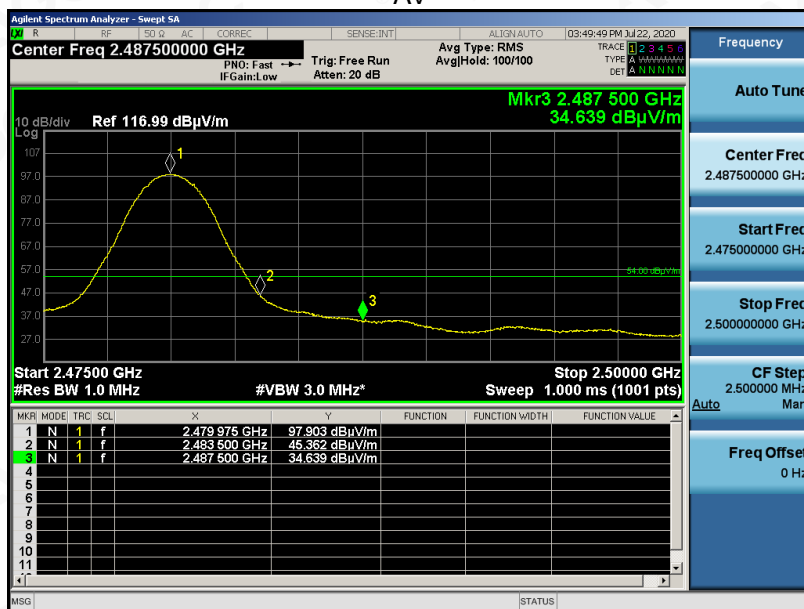 AV
Agilent Spectrum Analyzer - Swept SA
LXI R RF 50 Ω AC CORREC SENSE:INT ALIGN AUTO 03:49:49 PM Jul 22, 2020
Center Freq 2.487500000 GHz
PNO: Fast
IFGain:Low
Trig: Free Run
Atten: 20 dB
Avg Type: RMS
Avg|Hold: 100/100
TRACE 1 2 3 4 5 6
TYPE A WWWWW
DET A N N N N N
Mkr3 2.487 500 GHz
34.639 dBµV/m
10 dB/div Ref 116.99 dBµV/m
Log
107
97.0
87.0
77.0
67.0
57.0
47.0
37.0
27.0
1
2
3
54.00 dBµV/m
Start 2.47500 GHz Stop 2.50000 GHz
#Res BW 1.0 MHz #VBW 3.0 MHz* Sweep 1.000 ms (1001 pts)
MKR MODE TRC SCL X Y FUNCTION FUNCTION WIDTH FUNCTION VALUE
1 N 1 f 2.479 975 GHz 97.903 dBµV/m
2 N 1 f 2.483 500 GHz 45.362 dBµV/m
3 N 1 f 2.487 500 GHz 34.639 dBµV/m
4
5
6
7
8
9
10
11
MSG STATUS
Frequency
Auto Tune
Center Freq
2.487500000 GHz
Start Freq
2.475000000 GHz
Stop Freq
2.500000000 GHz
CF Step
2.500000 MHz
Auto Man
Freq Offset
0 Hz